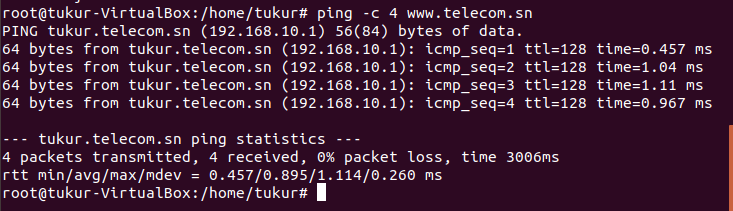 root@tukur-VirtualBox:/home/tukur# ping -c 4 www.telecom.sn
PING tukur.telecom.sn (192.168.10.1) 56(84) bytes of data.
64 bytes from tukur.telecom.sn (192.168.10.1): icmp_seq=1 ttl=128 time=0.457 ms
64 bytes from tukur.telecom.sn (192.168.10.1): icmp_seq=2 ttl=128 time=1.04 ms
64 bytes from tukur.telecom.sn (192.168.10.1): icmp_seq=3 ttl=128 time=1.11 ms
64 bytes from tukur.telecom.sn (192.168.10.1): icmp_seq=4 ttl=128 time=0.967 ms
--- tukur.telecom.sn ping statistics ---
4 packets transmitted, 4 received, 0% packet loss, time 3006ms
rtt min/avg/max/mdev = 0.457/0.895/1.114/0.260 ms
root@tukur-VirtualBox:/home/tukur#